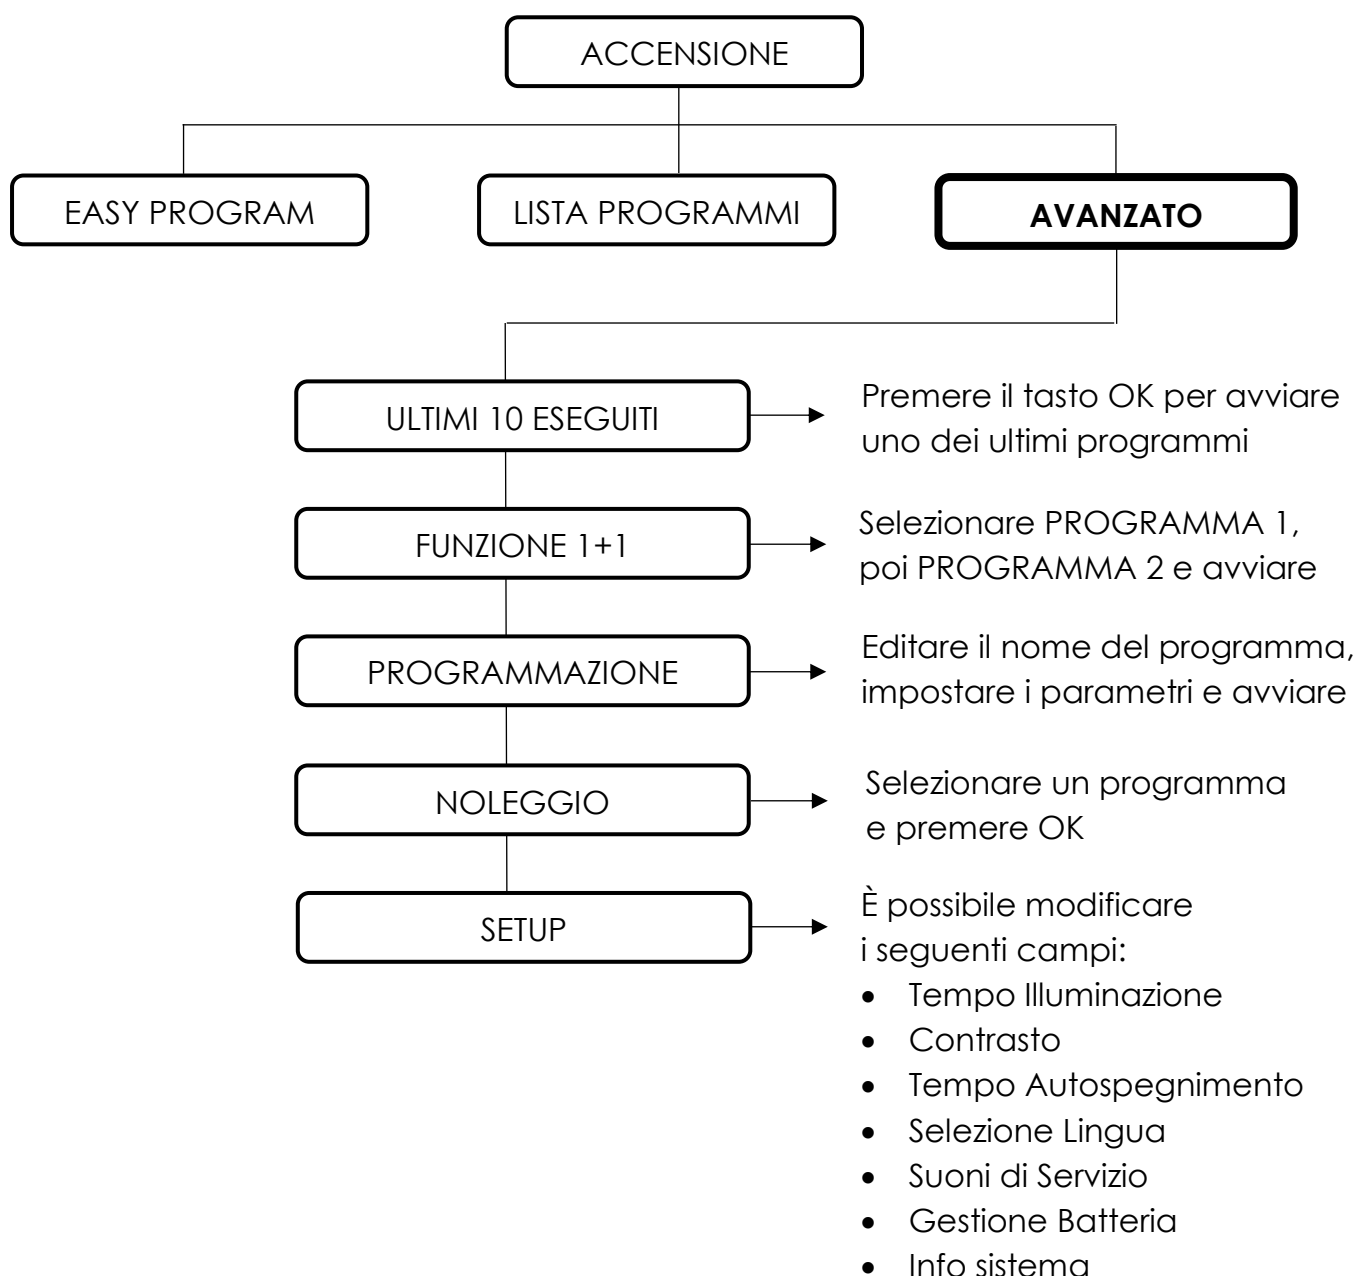 ACCENSIONE
EASY PROGRAM
LISTA PROGRAMMI
AVANZATO
ULTIMI 10 ESEGUITI
Premere il tasto OK per avviare
uno dei ultimi programmi
FUNZIONE 1+1
Selezionare PROGRAMMA 1,
poi PROGRAMMA 2 e avviare
PROGRAMMAZIONE
Editare il nome del programma,
impostare i parametri e avviare
NOLEGGIO
Selezionare un programma
e premere OK
SETUP
È possibile modificare
i seguenti campi:
• Tempo Illuminazione
• Contrasto
• Tempo Autospegnimento
• Selezione Lingua
• Suoni di Servizio
• Gestione Batteria
• Info sistema